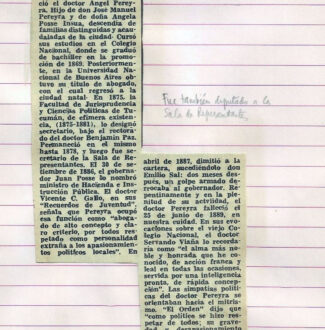 ció el doctor Angel Perey-
ra. Hijo de don José Manuel
Pereyra y de doña Angela
Posse Insua, descendía de
familias distinguidas y acau-
daladas de la ciudad. Cursó
sus estudios en el Colegio
Nacional, donde se graduó
de bachiller en la promo-
ción de 1869. Posteriormen-
te, en la Universidad Na-
cional de Buenos Aires ob-
tuvo su título de abogado,
con el cual regresó a la
ciudad natal. En 1875, la
Facultad de Jurisprudencia
y Ciencias Políticas de Tu-
cumán, de efímera existen-
cia, (1875-1881), lo designó
secretario, bajo el rectora-
do del doctor Benjamín Paz.
Permaneció en el mismo
hasta 1878, y luego fue se-
cretario de la Sala de Re-
presentantes. El 30 de se-
tiembre de 1886, el goberna-
dor Juan Posse lo nombró
ministro de Hacienda e Ins-
trucción Pública. El doctor
Vicente C. Gallo, en sus
"Recuerdos de Juventud",
señala que Pereyra ocupó
esa función como "aboga-
do de alto concepto y cla-
ro criterio, por todos res-
petado como personalidad
extraña a los apasionamien-
tos políticos locales". En
Fue también diputado a la
Sala de Representantes
abril de 1887, dimitió a la
cartera, sucediéndolo don
Emilio Sal: dos meses des-
pués, un golpe armado de-
rrocaba al gobernador. Re-
pentinamente y en la ple-
nitud de su actividad, el
doctor Pereyra falleció el
25 de junio de 1889, en
nuestra ciudad. En sus evo-
caciones sobre el viejo Co-
legio Nacional, el doctor
Servando Viaña lo recorda-
ría como "el alma más no-
ble y honrada que he co-
nocido, de acción franca y
leal en todas las ocasiones,
servida por una inteligencia
pronta, de rápida concep-
ción". Las simpatías políti-
cas del doctor Pereyra se
orientaban hacia el mitris-
mo. "El Orden" dijo que
"como político se hizo res-
petar de todos; su grave-